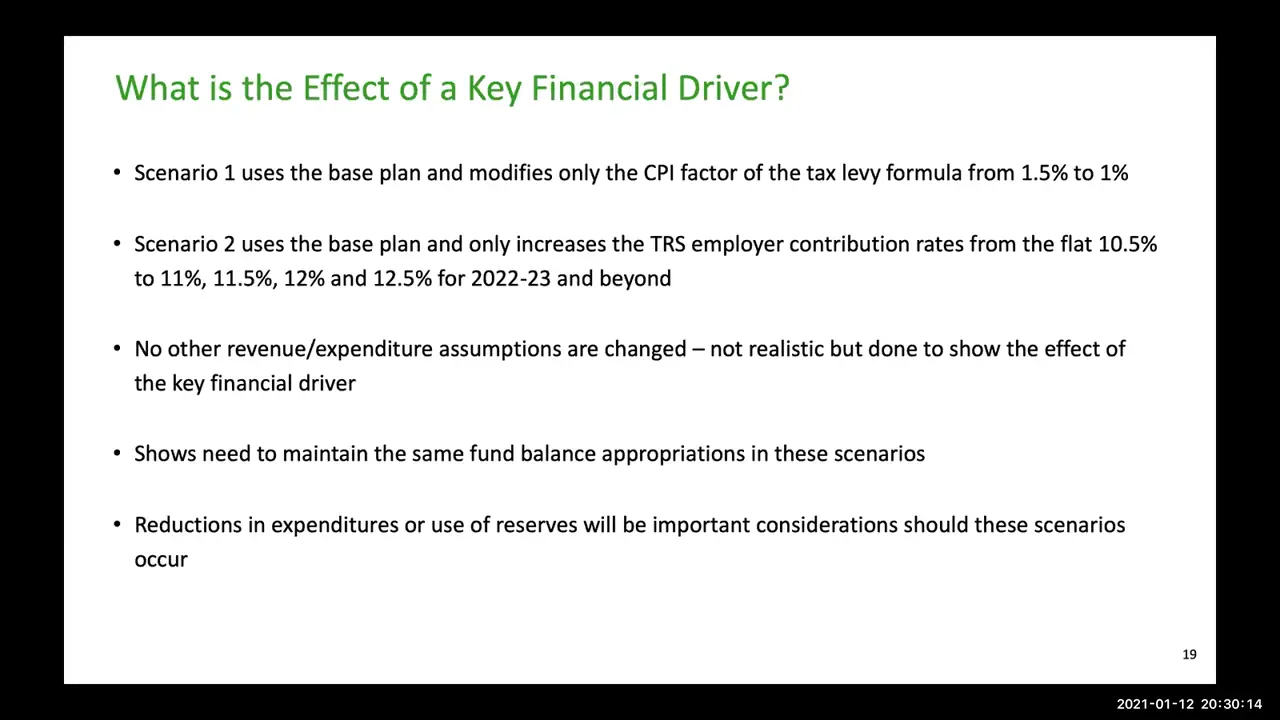 What is the Effect of a Key Financial Driver?
• Scenario 1 uses the base plan and modifies only the CPI factor of the tax levy formula from 1.5% to 1%
• Scenario 2 uses the base plan and only increases the TRS employer contribution rates from the flat 10.5%
to 11%, 11.5%, 12% and 12.5% for 2022-23 and beyond
• No other revenue/expenditure assumptions are changed – not realistic but done to show the effect of
the key financial driver
• Shows need to maintain the same fund balance appropriations in these scenarios
• Reductions in expenditures or use of reserves will be important considerations should these scenarios
occur
19
2021-01-12 20:30:14